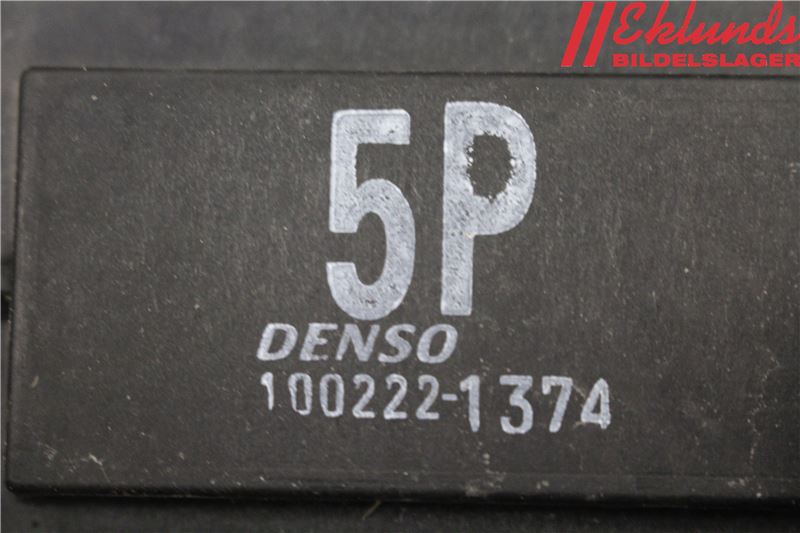 Eklunds
BILDELSLAGER
5P
DENSO
100222-1374